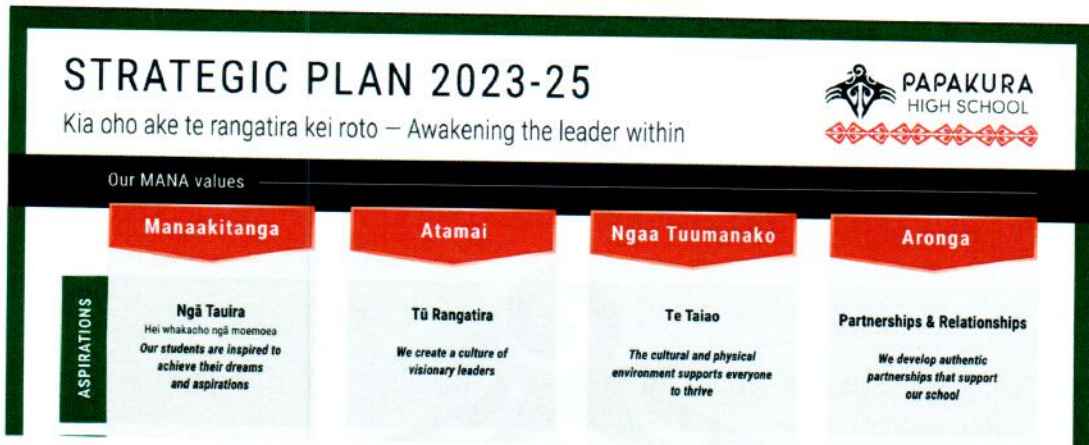 STRATEGIC PLAN 2023-25
Kia oho ake te rangatira kei roto — Awakening the leader within
PAPAKURA
HIGH SCHOOL
Our MANA values
Manaakitanga
Atamai
Ngaa Tuumanako
Aronga
ASPIRATIONS
Ngā Tauira
Hei whakaoho ngā moemoea
Our students are inspired to
achieve their dreams
and aspirations
Tū Rangatira
We create a culture of
visionary leaders
Te Taiao
The cultural and physical
environment supports everyone
to thrive
Partnerships & Relationships
We develop authentic
partnerships that support
our school